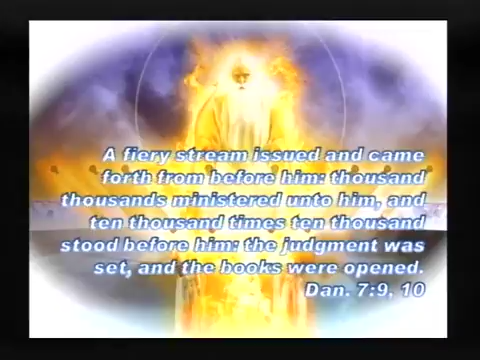 A fiery stream issued and came
forth from before him: thousand
thousands ministered unto him, and
ten thousand times ten thousand
stood before him: the judgment was
set, and the books were opened.
Dan. 7:9, 10